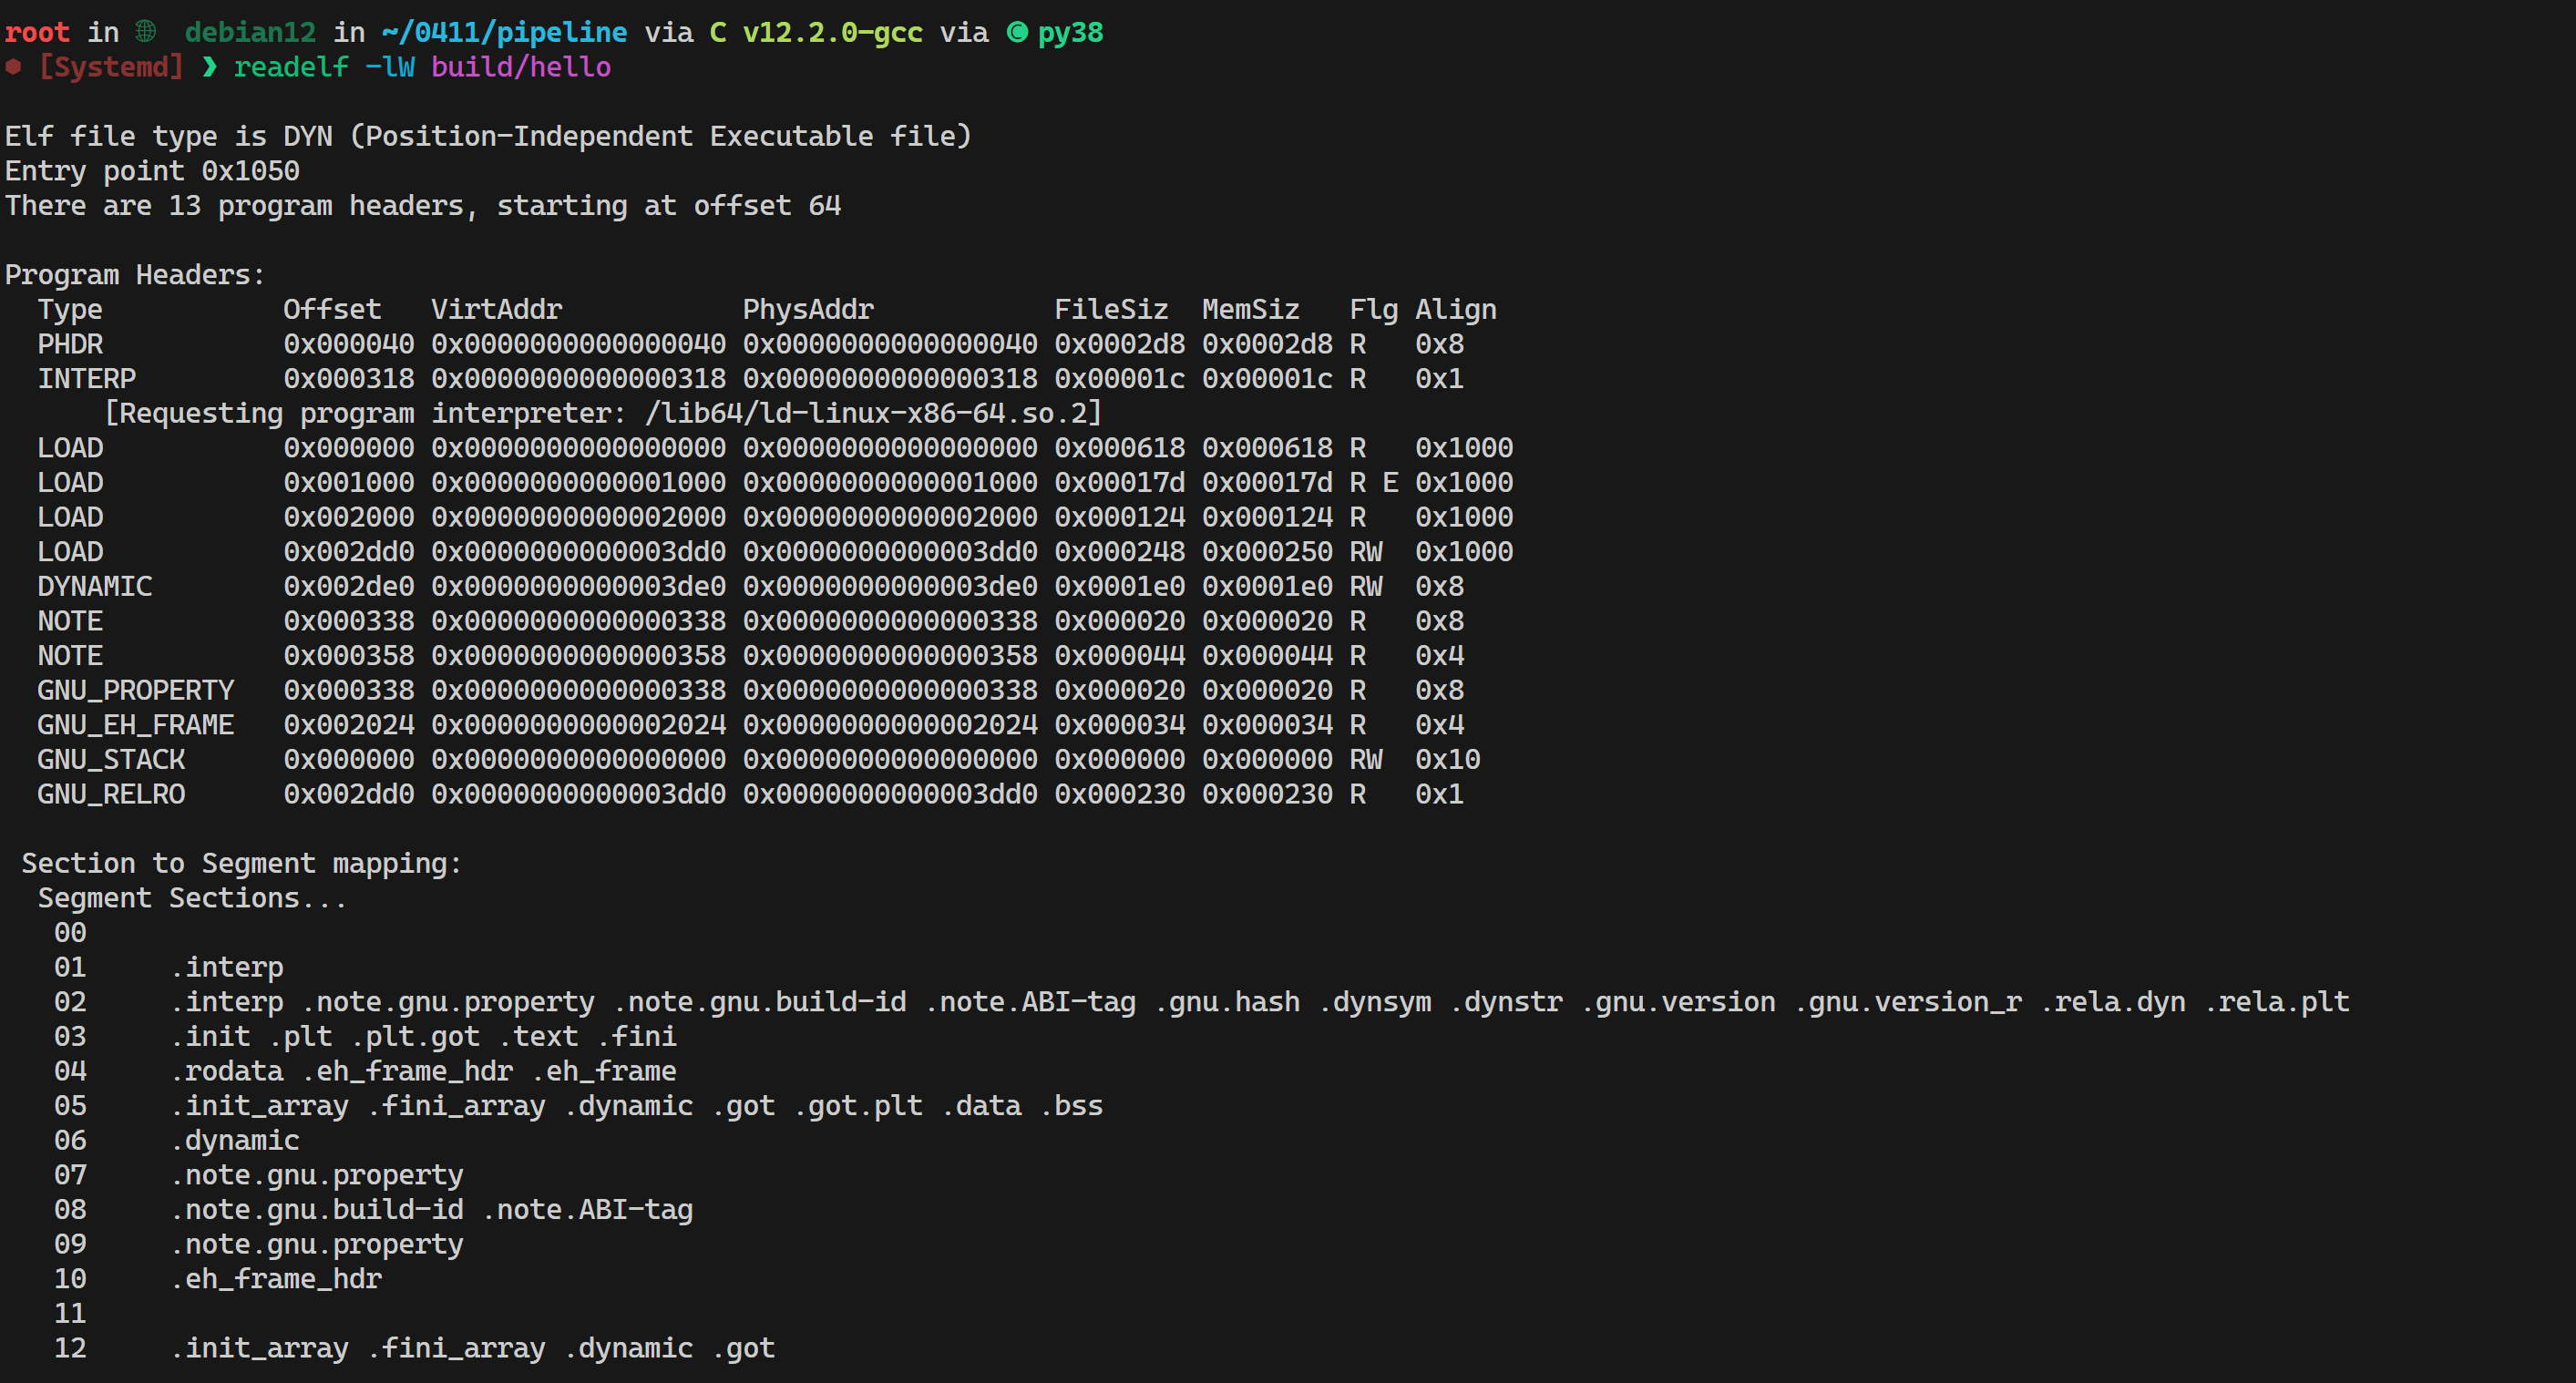 root in 🌐 debian12 in ~/0411/pipeline via C v12.2.0-gcc via 🅒 py38
⬢ [Systemd] ❯ readelf -lW build/hello

Elf file type is DYN (Position-Independent Executable file)
Entry point 0x1050
There are 13 program headers, starting at offset 64

Program Headers:
  Type           Offset   VirtAddr           PhysAddr           FileSiz  MemSiz   Flg Align
  PHDR           0x000040 0x0000000000000040 0x0000000000000040 0x0002d8 0x0002d8 R   0x8
  INTERP         0x000318 0x0000000000000318 0x0000000000000318 0x00001c 0x00001c R   0x1
      [Requesting program interpreter: /lib64/ld-linux-x86-64.so.2]
  LOAD           0x000000 0x0000000000000000 0x0000000000000000 0x000618 0x000618 R   0x1000
  LOAD           0x001000 0x0000000000001000 0x0000000000001000 0x00017d 0x00017d R E 0x1000
  LOAD           0x002000 0x0000000000002000 0x0000000000002000 0x000124 0x000124 R   0x1000
  LOAD           0x002dd0 0x0000000000003dd0 0x0000000000003dd0 0x000248 0x000250 RW  0x1000
  DYNAMIC        0x002de0 0x0000000000003de0 0x0000000000003de0 0x0001e0 0x0001e0 RW  0x8
  NOTE           0x000338 0x0000000000000338 0x0000000000000338 0x000020 0x000020 R   0x8
  NOTE           0x000358 0x0000000000000358 0x0000000000000358 0x000044 0x000044 R   0x4
  GNU_PROPERTY   0x000338 0x0000000000000338 0x0000000000000338 0x000020 0x000020 R   0x8
  GNU_EH_FRAME   0x002024 0x0000000000002024 0x0000000000002024 0x000034 0x000034 R   0x4
  GNU_STACK      0x000000 0x0000000000000000 0x0000000000000000 0x000000 0x000000 RW  0x10
  GNU_RELRO      0x002dd0 0x0000000000003dd0 0x0000000000003dd0 0x000230 0x000230 R   0x1

 Section to Segment mapping:
  Segment Sections...
   00
   01     .interp
   02     .interp .note.gnu.property .note.gnu.build-id .note.ABI-tag .gnu.hash .dynsym .dynstr .gnu.version .gnu.version_r .rela.dyn .rela.plt
   03     .init .plt .plt.got .text .fini
   04     .rodata .eh_frame_hdr .eh_frame
   05     .init_array .fini_array .dynamic .got .got.plt .data .bss
   06     .dynamic
   07     .note.gnu.property
   08     .note.gnu.build-id .note.ABI-tag
   09     .note.gnu.property
   10     .eh_frame_hdr
   11
   12     .init_array .fini_array .dynamic .got